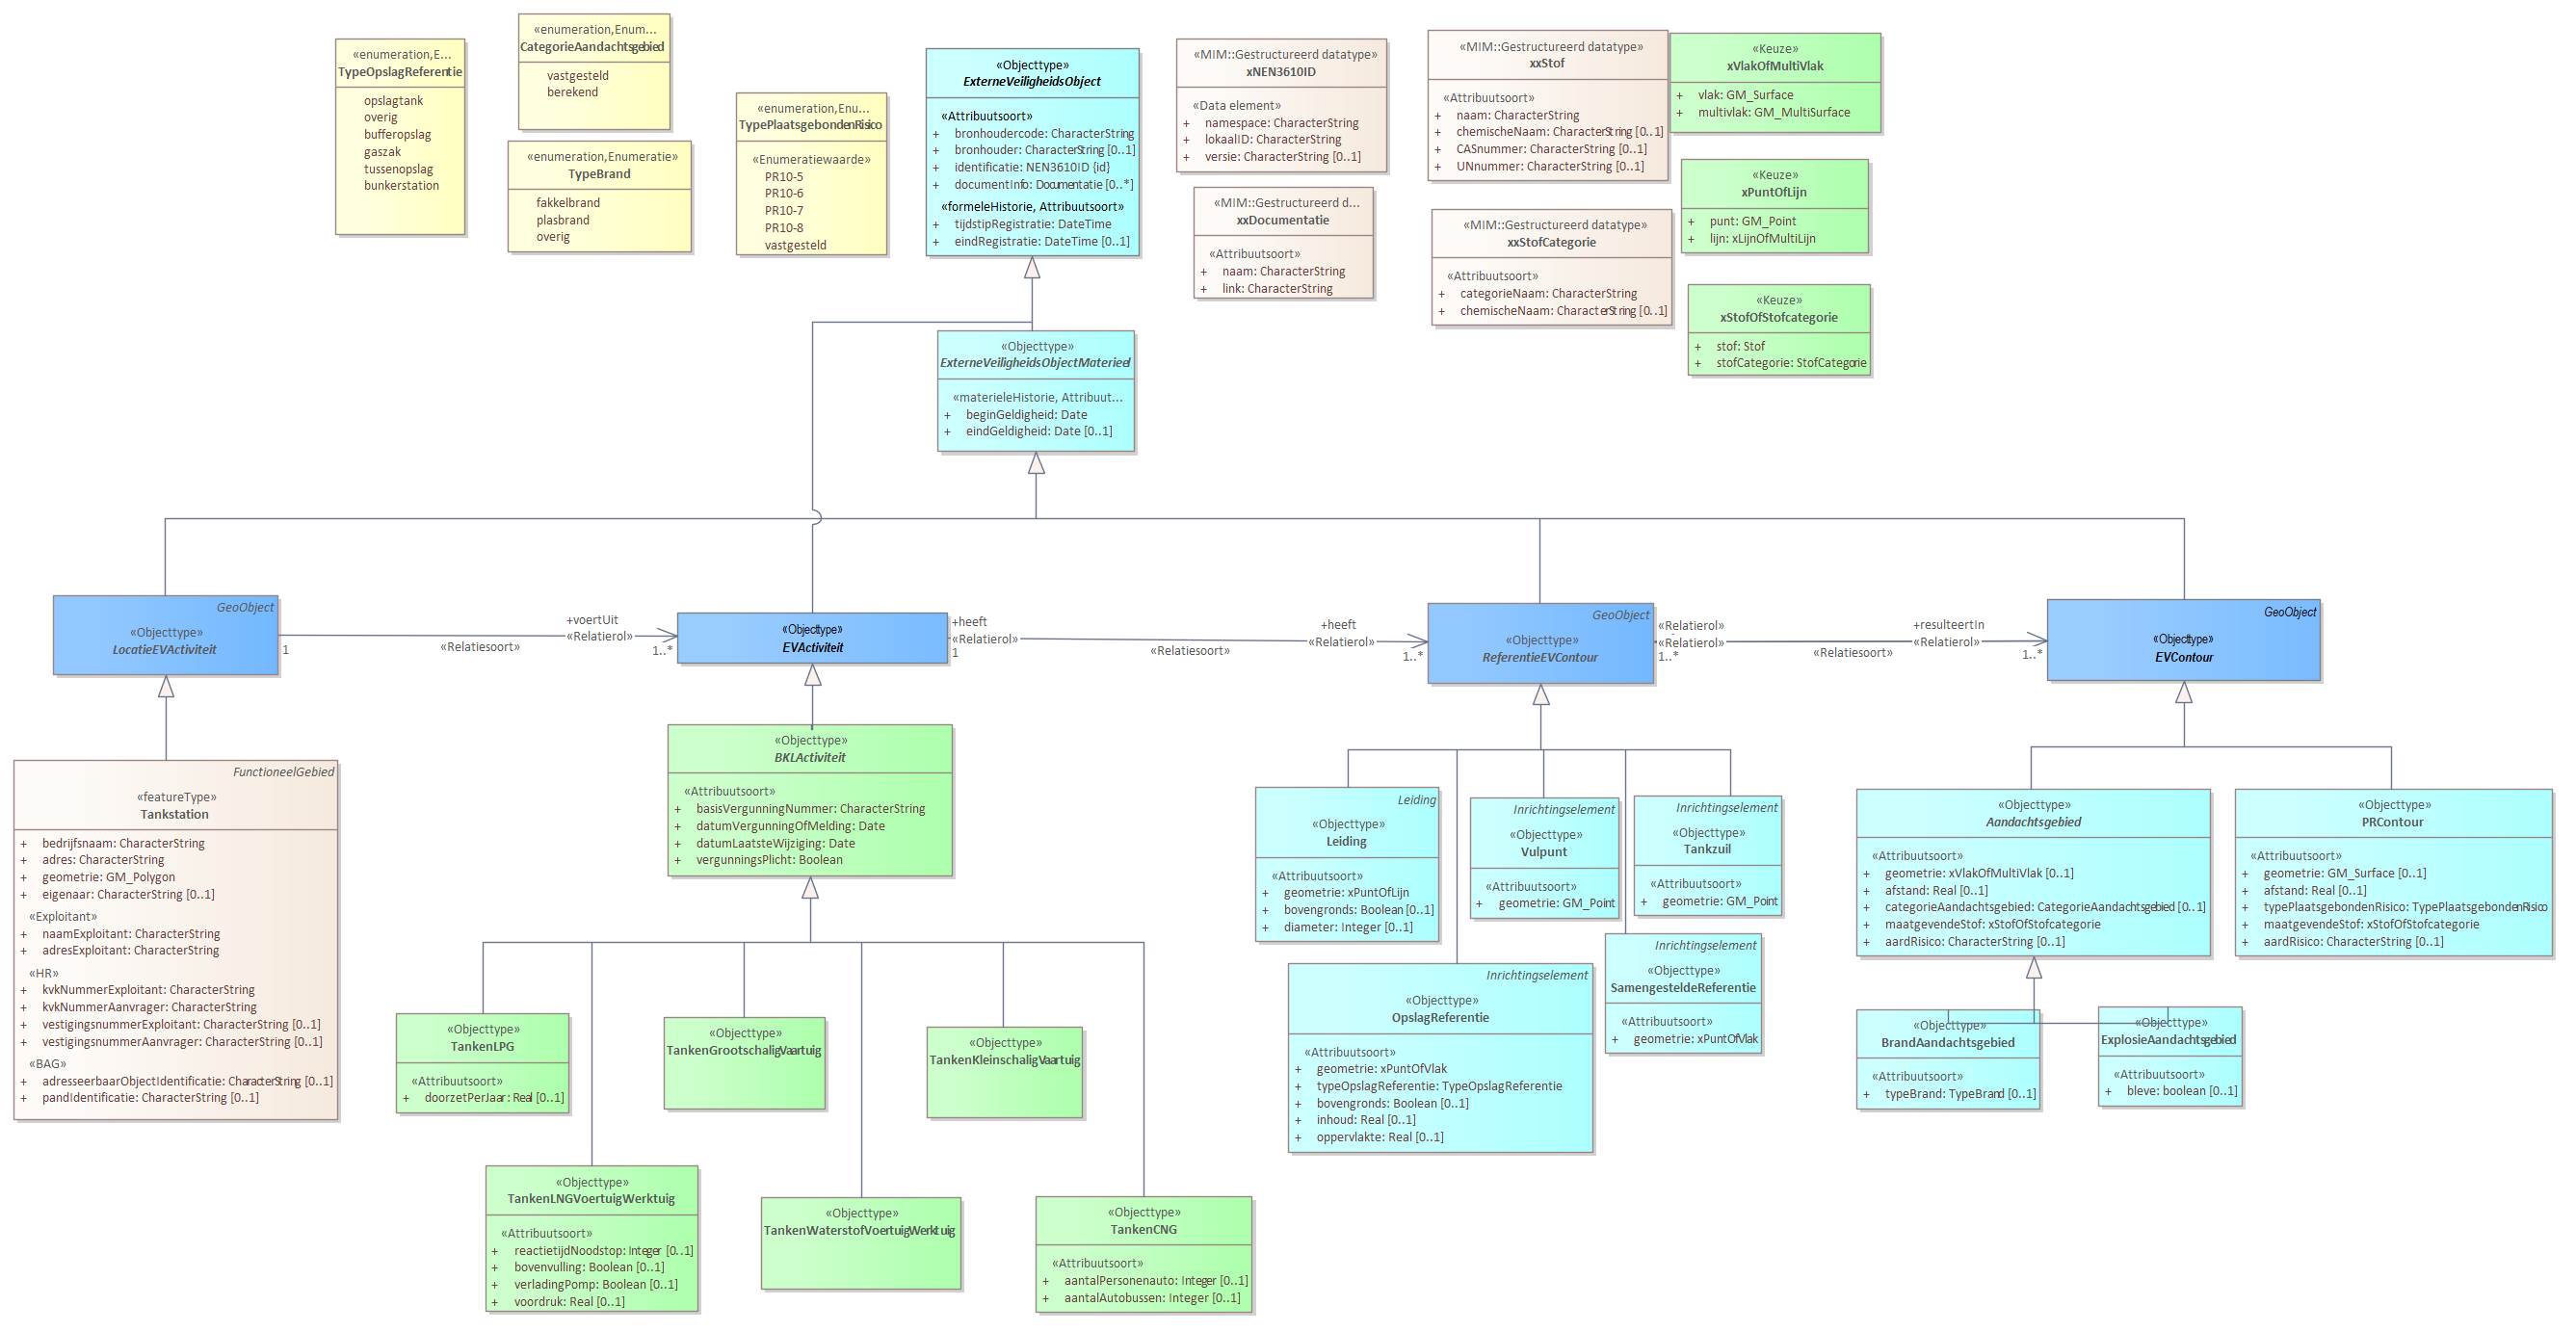 «enumeration,E...
TypeOpslagReferentie
opslagtank
overig
bufferopslag
gaszak
tussenopslag
bunkerstation
«enumeration,Enum...
CategorieAandachtsgebied
vastgesteld
berekend
«enumeration,Enumeratie»
TypeBrand
fakkelbrand
plasbrand
overig
«enumeration,Enu...
TypePlaatsgebondenRisico
«Enumeratiewaarde»
PR10-5
PR10-6
PR10-7
PR10-8
vastgesteld
«Objecttype»
ExterneVeiligheidsObject
«Attribuutsoort»
+ bronhoudercode: CharacterString
+ bronhouder: CharacterString [0..1]
+ identificatie: NEN3610ID {id}
+ documentInfo: Documentatie [0..*]
«formeleHistorie, Attribuutsoort»
+ tijdstipRegistratie: DateTime
+ eindRegistratie: DateTime [0..1]
«MIM::Gestructureerd datatype»
xNEN3610ID
«Data element»
+ namespace: CharacterString
+ lokaalID: CharacterString
+ versie: CharacterString [0..1]
«MIM::Gestructureerd d...
xxDocumentatie
«Attribuutsoort»
+ naam: CharacterString
+ link: CharacterString
«MIM::Gestructureerd datatype»
xxStof
«Attribuutsoort»
+ naam: CharacterString
+ chemischeNaam: CharacterString [0..1]
+ CASnummer: CharacterString [0..1]
+ UNnummer: CharacterString [0..1]
«MIM::Gestructureerd datatype»
xxStofCategorie
«Attribuutsoort»
+ categorieNaam: CharacterString
+ chemischeNaam: CharacterString [0..1]
«Keuze»
xVlakOfMultiVlak
+ vlak: GM_Surface
+ multivlak: GM_MultiSurface
«Keuze»
xPuntOfLijn
+ punt: GM_Point
+ lijn: xLijnOfMultiLijn
«Keuze»
xStofOfStofcategorie
+ stof: Stof
+ stofCategorie: StofCategorie
«Objecttype»
ExterneVeiligheidsObjectMaterieel
«materieleHistorie, Attribuut...
+ beginGeldigheid: Date
+ eindGeldigheid: Date [0..1]
GeoObject
«Objecttype»
LocatieEVActiviteit
1
«Relatiesoort»
+voertUit
«Relatierol»
1..*
«Objecttype»
EVActiviteit
+heeft
«Relatierol»
1
«Relatiesoort»
+heeft
«Relatierol»
1..*
GeoObject
«Objecttype»
ReferentieEVContour
«Relatierol»
«Relatierol»
1..*
«Relatiesoort»
+resulteertIn
«Relatierol»
1..*
GeoObject
«Objecttype»
EVContour
FunctioneelGebied
«featureType»
Tankstation
+ bedrijfsnaam: CharacterString
+ adres: CharacterString
+ geometrie: GM_Polygon
+ eigenaar: CharacterString [0..1]
«Exploitant»
+ naamExploitant: CharacterString
+ adresExploitant: CharacterString
«HR»
+ kvkNummerExploitant: CharacterString
+ kvkNummerAanvrager: CharacterString
+ vestigingsnummerExploitant: CharacterString [0..1]
+ vestigingsnummerAanvrager: CharacterString [0..1]
«BAG»
+ adresseerbaarObjectIdentificatie: CharacterString [0..1]
+ pandIdentificatie: CharacterString [0..1]
«Objecttype»
BKLActiviteit
«Attribuutsoort»
+ basisVergunningNummer: CharacterString
+ datumVergunningOfMelding: Date
+ datumLaatsteWijziging: Date
+ vergunningsPlicht: Boolean
«Objecttype»
TankenLPG
«Attribuutsoort»
+ doorzetPerJaar: Real [0..1]
«Objecttype»
TankenGrootschaligVaartuig
«Objecttype»
TankenKleinschaligVaartuig
«Objecttype»
TankenLNGVoertuigWerktuig
«Attribuutsoort»
+ reactietijdNoodstop: Integer [0..1]
+ bovenvulling: Boolean [0..1]
+ verladingPomp: Boolean [0..1]
+ voordruk: Real [0..1]
«Objecttype»
TankenWaterstofVoertuigWerktuig
«Objecttype»
TankenCNG
«Attribuutsoort»
+ aantalPersonenauto: Integer [0..1]
+ aantalAutobussen: Integer [0..1]
Leiding
«Objecttype»
Leiding
«Attribuutsoort»
+ geometrie: xPuntOfLijn
+ bovengronds: Boolean [0..1]
+ diameter: Integer [0..1]
Inrichtingselement
«Objecttype»
Vulpunt
«Attribuutsoort»
+ geometrie: GM_Point
Inrichtingselement
«Objecttype»
Tankzuil
«Attribuutsoort»
+ geometrie: GM_Point
Inrichtingselement
«Objecttype»
OpslagReferentie
«Attribuutsoort»
+ geometrie: xPuntOfVlak
+ typeOpslagReferentie: TypeOpslagReferentie
+ bovengronds: Boolean [0..1]
+ inhoud: Real [0..1]
+ oppervlakte: Real [0..1]
Inrichtingselement
«Objecttype»
SamengesteldeReferentie
«Attribuutsoort»
+ geometrie: xPuntOfVlak
«Objecttype»
Aandachtsgebied
«Attribuutsoort»
+ geometrie: xVlakOfMultiVlak [0..1]
+ afstand: Real [0..1]
+ categorieAandachtsgebied: CategorieAandachtsgebied [0..1]
+ maatgevendeStof: xStofOfStofcategorie
+ aardRisico: CharacterString [0..1]
«Objecttype»
PRContour
«Attribuutsoort»
+ geometrie: GM_Surface [0..1]
+ afstand: Real [0..1]
+ typePlaatsgebondenRisico: TypePlaatsgebondenRisico
+ maatgevendeStof: xStofOfStofcategorie
+ aardRisico: CharacterString [0..1]
«Objecttype»
BrandAandachtsgebied
«Attribuutsoort»
+ typeBrand: TypeBrand [0..1]
«Objecttype»
ExplosieAandachtsgebied
«Attribuutsoort»
+ bleve: boolean [0..1]